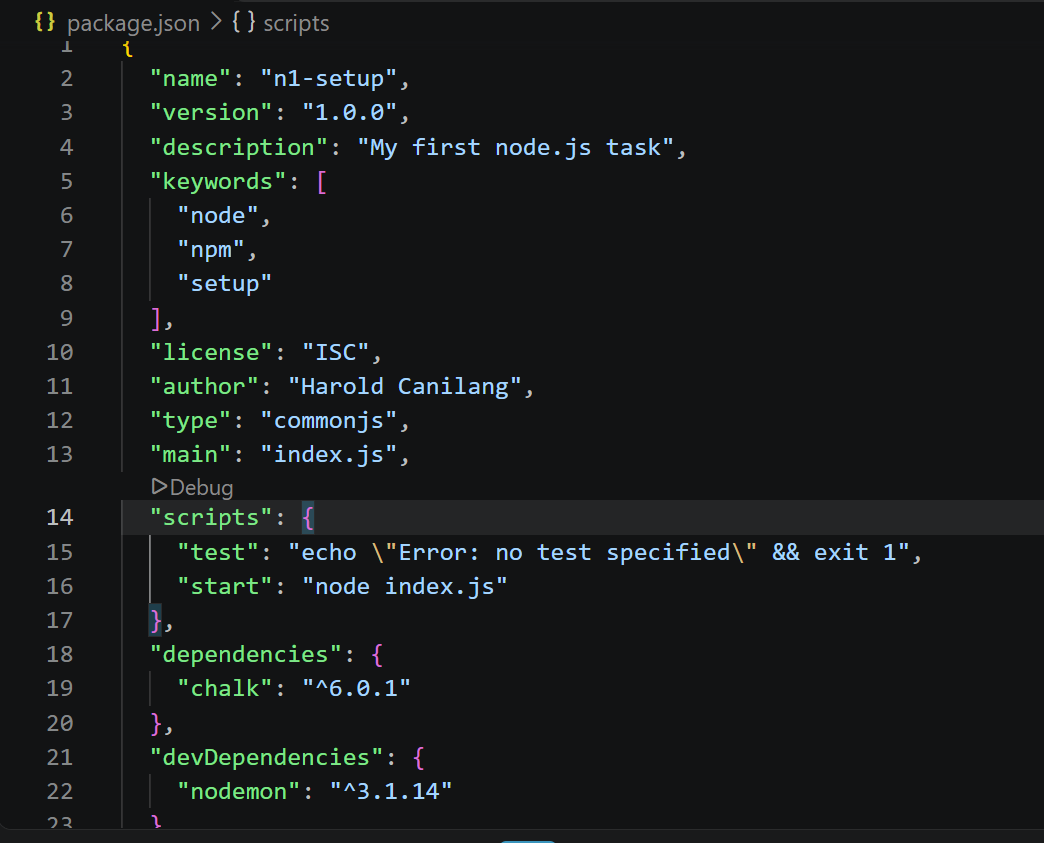 {} package.json > {} scripts
1 {
2 "name": "n1-setup",
3 "version": "1.0.0",
4 "description": "My first node.js task",
5 "keywords": [
6 "node",
7 "npm",
8 "setup"
9 ],
10 "license": "ISC",
11 "author": "Harold Canilang",
12 "type": "commonjs",
13 "main": "index.js",
Debug
14 "scripts": {
15 "test": "echo \"Error: no test specified\" && exit 1",
16 "start": "node index.js"
17 },
18 "dependencies": {
19 "chalk": "^6.0.1"
20 },
21 "devDependencies": {
22 "nodemon": "^3.1.14"
23 }